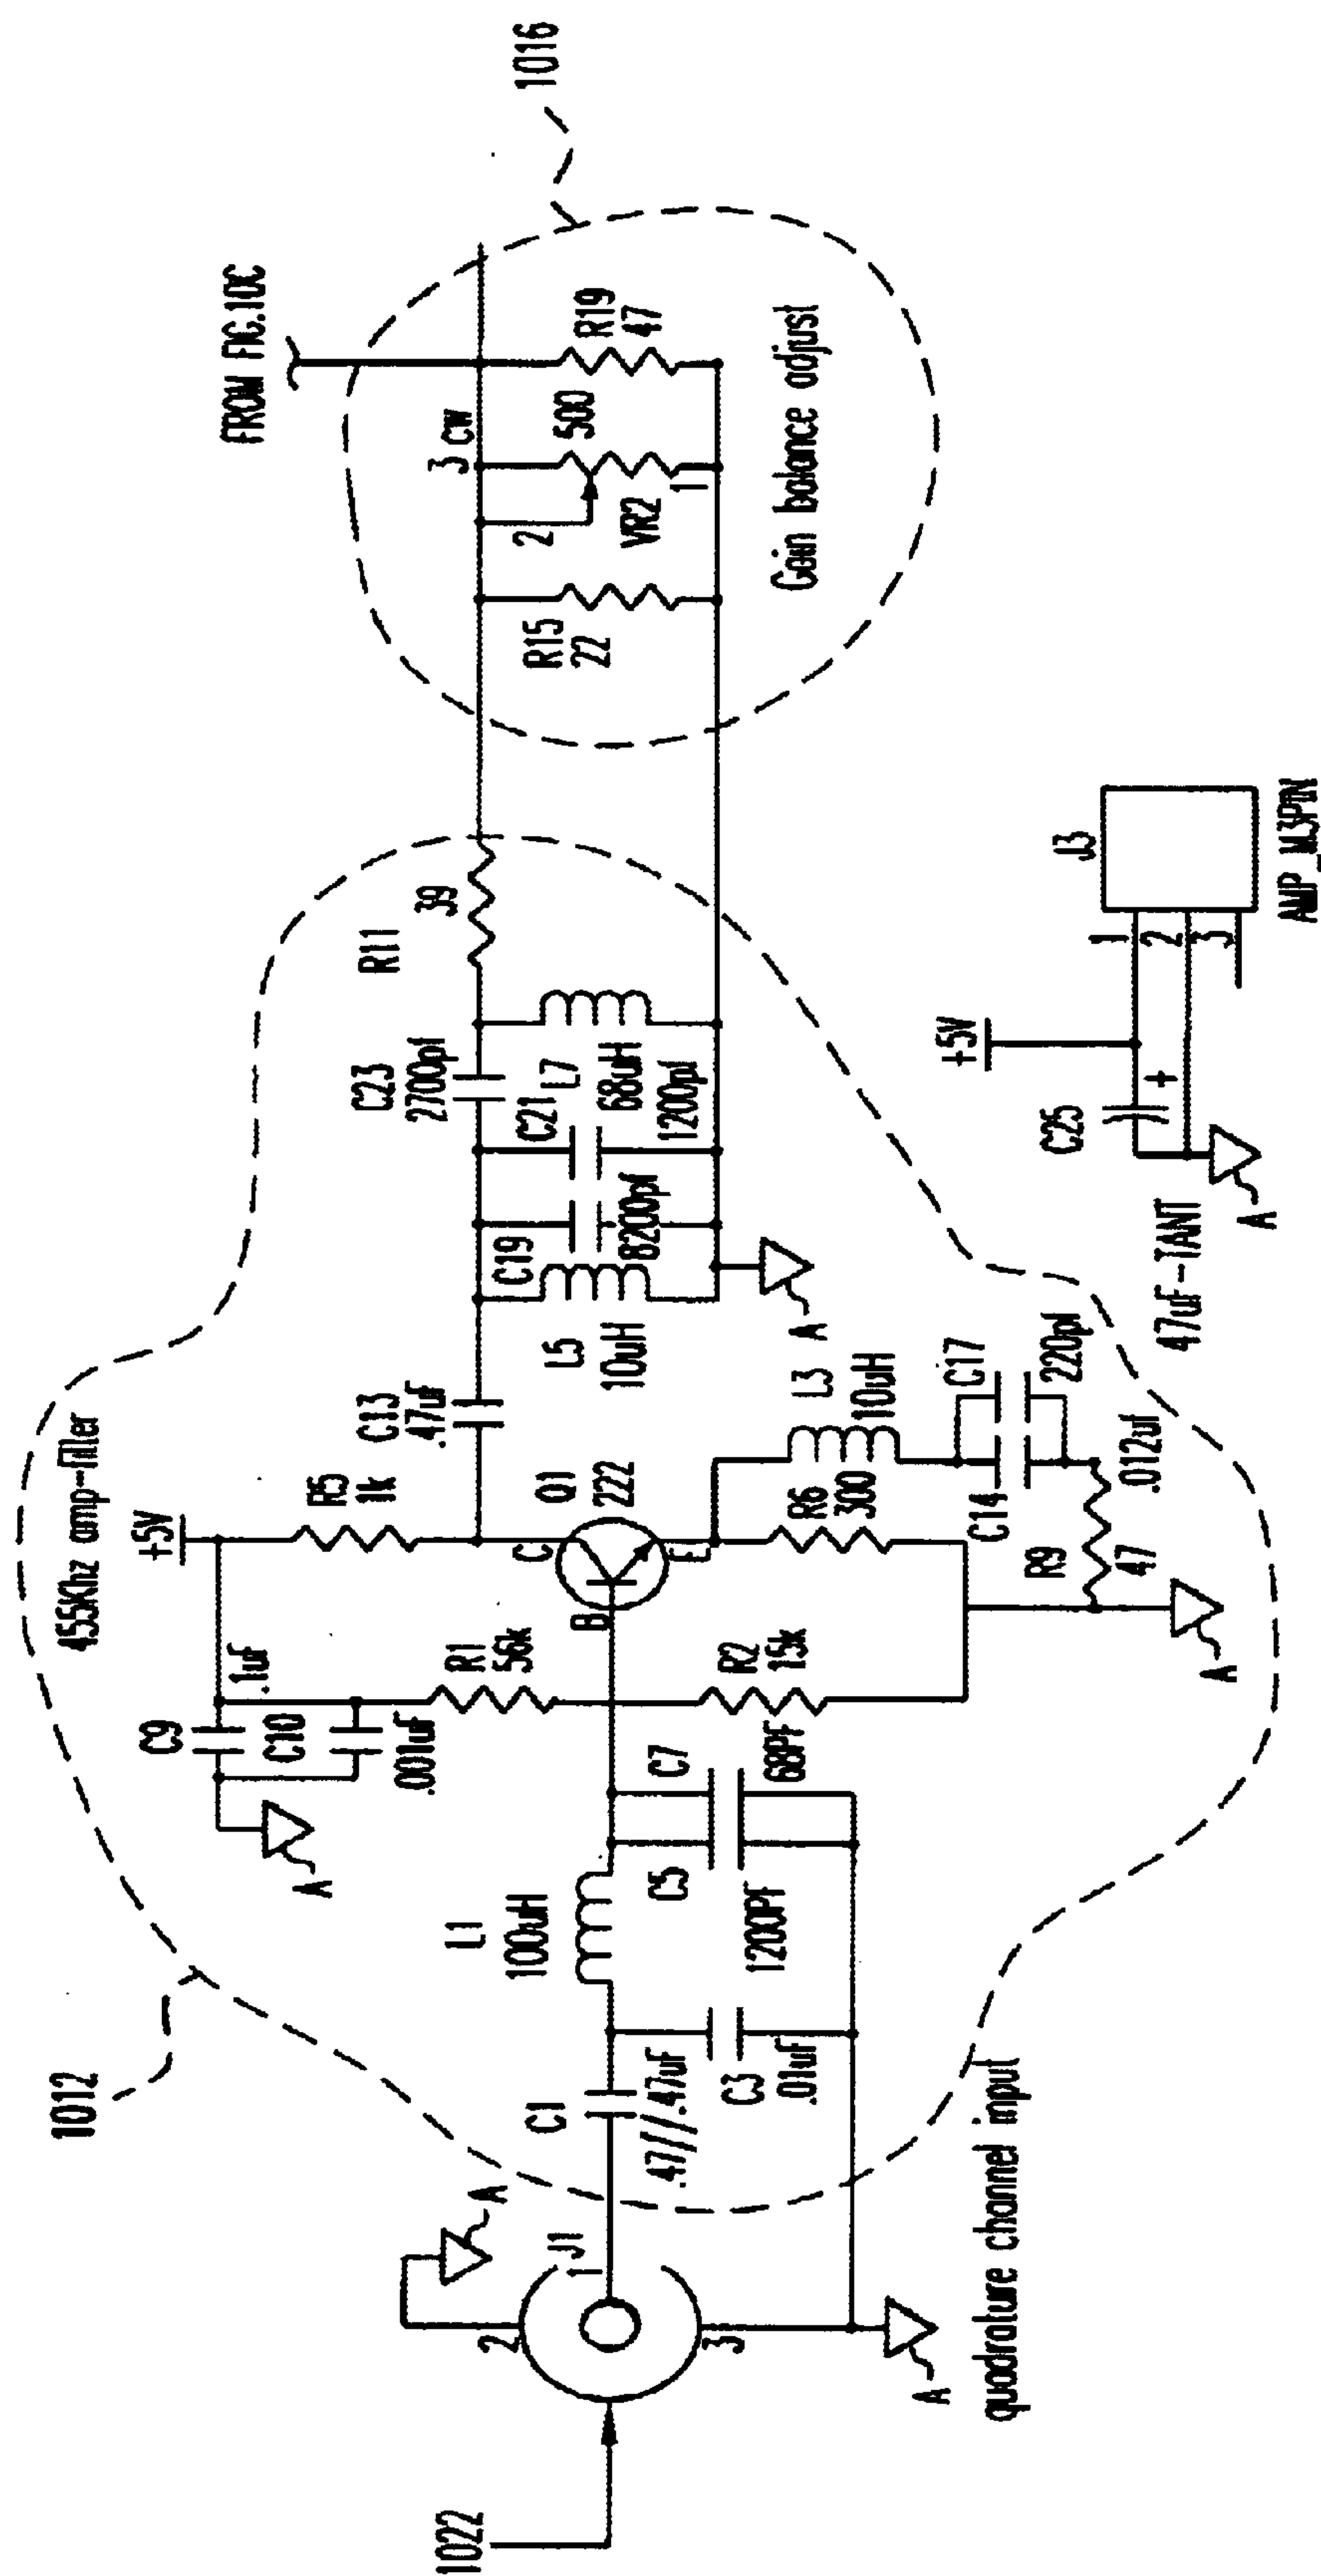 1022
quadrature channel input
1012
455Khz amp-filter
1016
FROM FIG.10C
2
3
J1
1
A
A
C1
.47//.47uF
C3
.01uF
L1
100uH
C5
1200PF
C7
68PF
A
C9
.1uF
C10
.001uF
R1
56k
R2
15k
+5V
R5
1k
Q1
222
C
B
E
R6
300
L3
10uH
C14
.012uf
C17
220pf
R9
47
A
C13
.47uF
L5
10uH
A
C19
8200pf
C21
1200pf
C23
2700pf
L7
68uH
R11
39
R15
22
3
CW
2
500
VR2
1
R19
47
Gain balance adjust
+5V
C25
+
47uF-TANT
A
1
2
3
J3
AMP_M3PIN